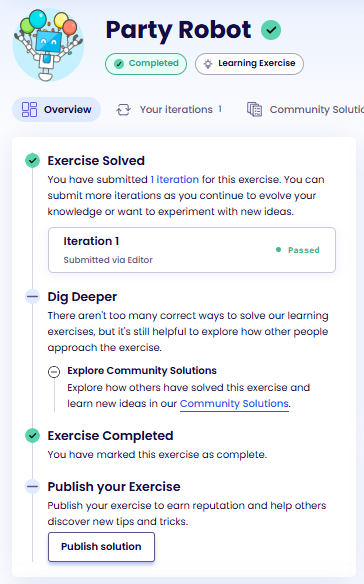 Party Robot
Completed
Learning Exercise
Overview
Your iterations 1
Community Solutio
Exercise Solved
You have submitted 1 iteration for this exercise. You can
submit more iterations as you continue to evolve your
knowledge or want to experiment with new ideas.
Iteration 1
Submitted via Editor
Passed
Dig Deeper
There aren't too many correct ways to solve our learning
exercises, but it's still helpful to explore how other people
approach the exercise.
Explore Community Solutions
Explore how others have solved this exercise and
learn new ideas in our Community Solutions.
Exercise Completed
You have marked this exercise as complete.
Publish your Exercise
Publish your exercise to earn reputation and help others
discover new tips and tricks.
Publish solution